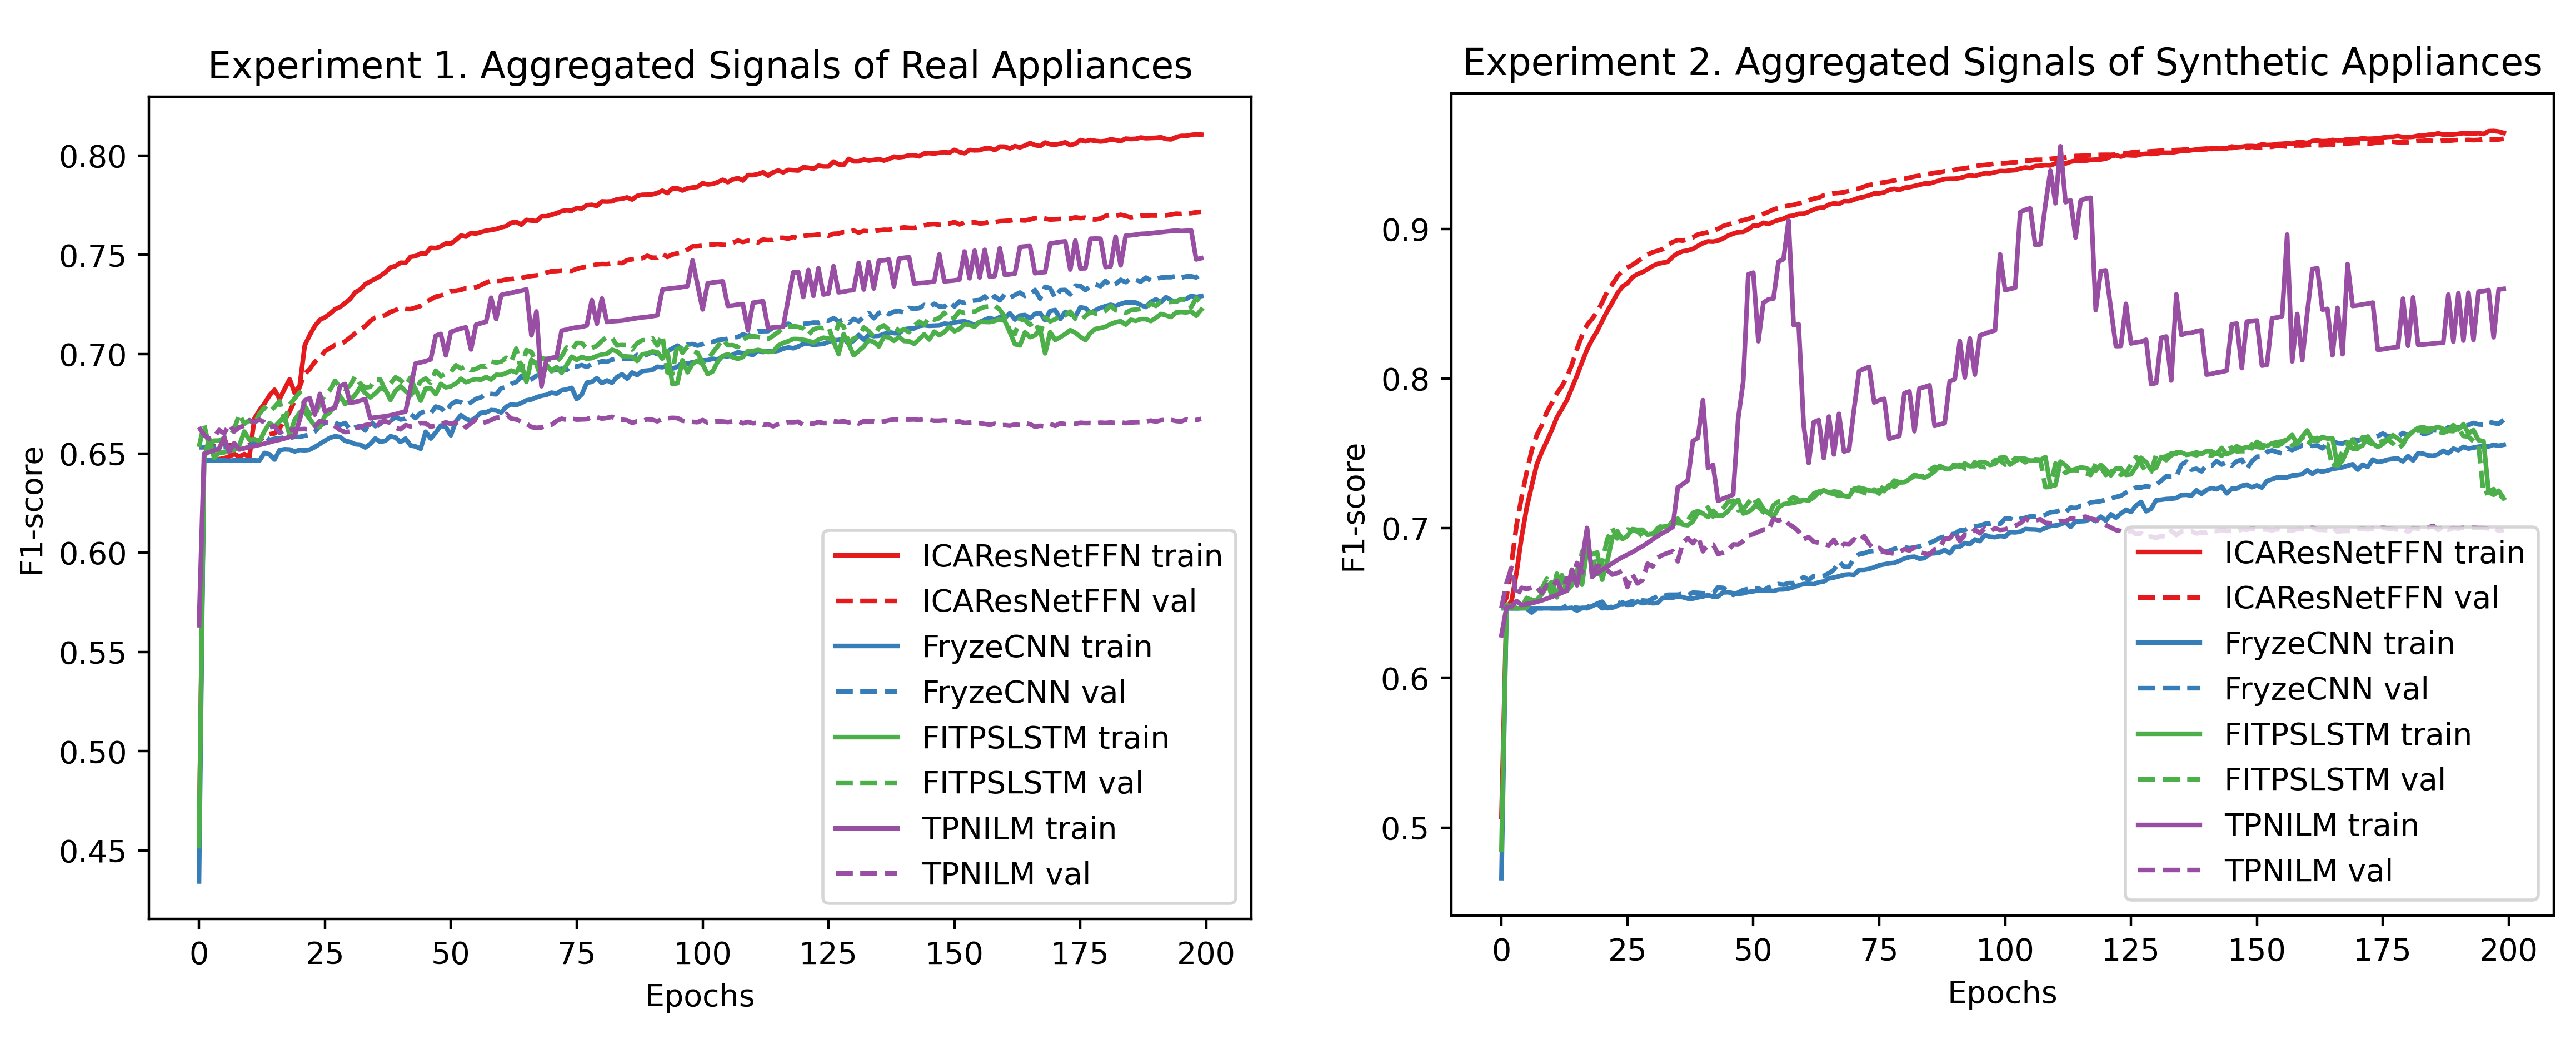 Experiment 1. Aggregated Signals of Real Appliances
F1-score
0.80
0.75
0.70
0.65
0.60
0.55
0.50
0.45
ICAResNetFFN train
ICAResNetFFN val
FryzeCNN train
FryzeCNN val
FITPSLSTM train
FITPSLSTM val
TPNILM train
TPNILM val
0 25 50 75 100 125 150 175 200
Epochs
Experiment 2. Aggregated Signals of Synthetic Appliances
F1-score
0.9
0.8
0.7
0.6
0.5
ICAResNetFFN train
ICAResNetFFN val
FryzeCNN train
FryzeCNN val
FITPSLSTM train
FITPSLSTM val
TPNILM train
TPNILM val
0 25 50 75 100 125 150 175 200
Epochs